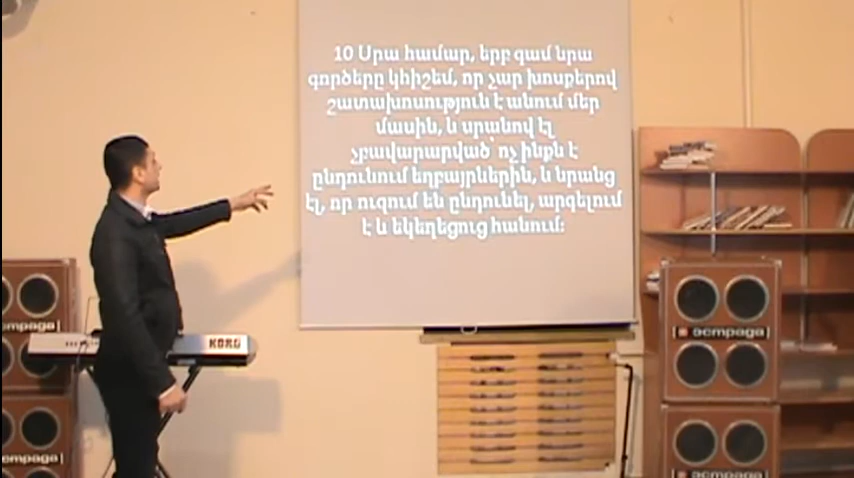 10 Սրա համար, երբ գամ նրա
գործերը կհիշեմ, որ չար խոսքերով
շատախոսություն է անում մեր
մասին, և սրանով էլ
չբավարարված՝ ոչ ինքն է
ընդունում եղբայրներին, և նրանց
էլ, որ ուզում են ընդունել, արգելում
է և եկեղեցուց հանում:
KORG
эстрада
эстрада
эстрада
эстрада